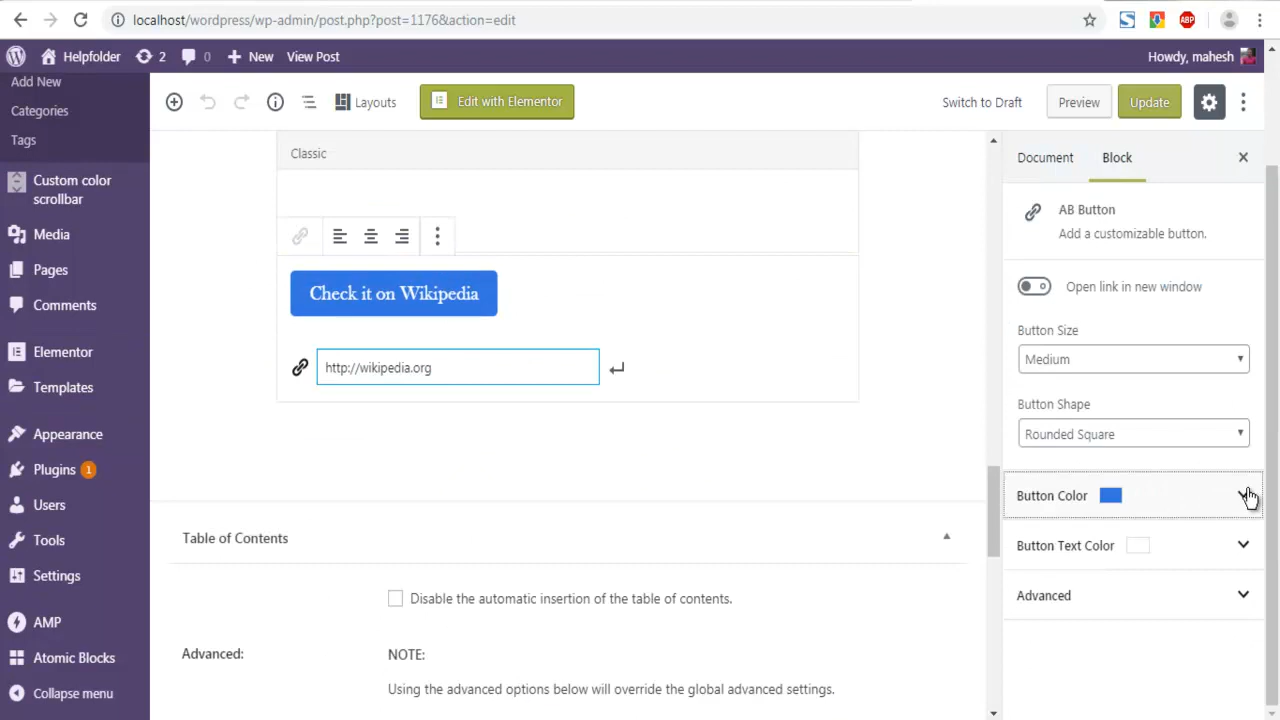 localhost/wordpress/wp-admin/post.php?post=1176&action=edit
ABP
Helpfolder 2 0 New View Post Howdy, mahesh
Add New
Categories
Tags
Custom color
scrollbar
Media
Pages
Comments
Elementor
Templates
Appearance
Plugins 1
Users
Tools
Settings
AMP
Atomic Blocks
Collapse menu
Layouts Edit with Elementor Switch to Draft Preview Update
Classic
Check it on Wikipedia
http://wikipedia.org
Table of Contents
Disable the automatic insertion of the table of contents.
Advanced: NOTE:
Using the advanced options below will override the global advanced settings.
Document Block
AB Button
Add a customizable button.
Open link in new window
Button Size
Medium
Button Shape
Rounded Square
Button Color
Button Text Color
Advanced